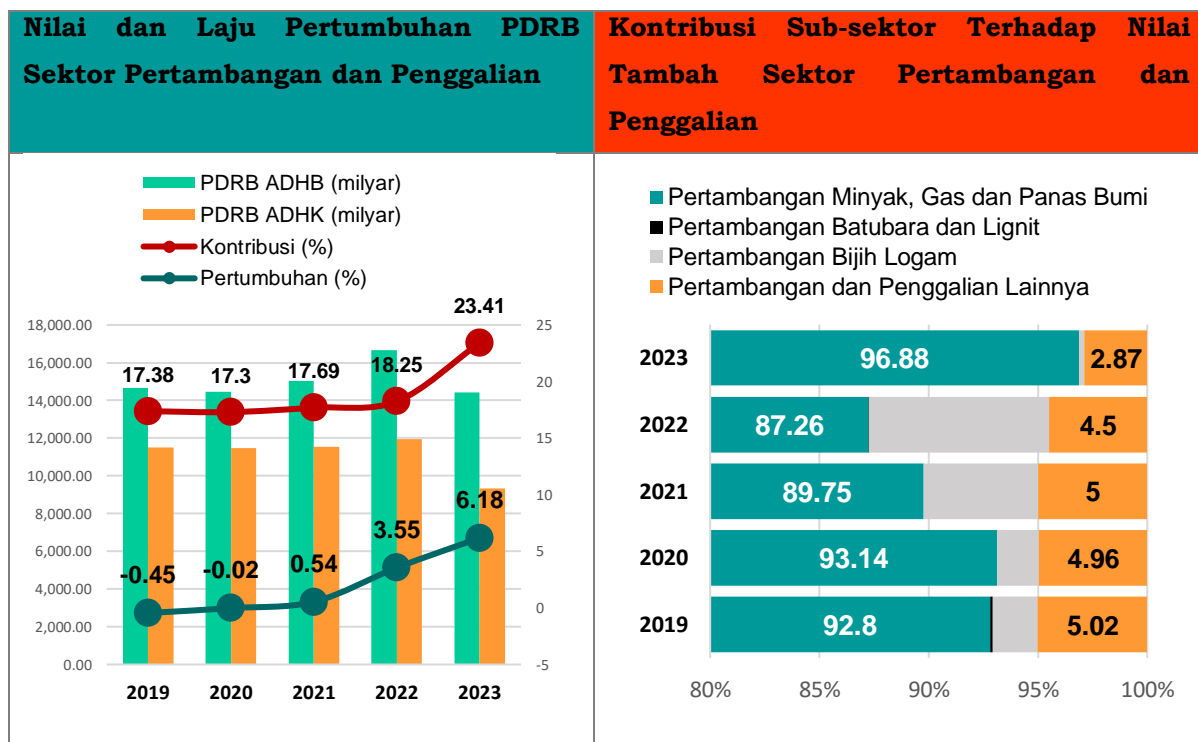 Nilai dan Laju Pertumbuhan PDRB
Sektor Pertambangan dan Penggalian
PDRB ADHB (milyar)
PDRB ADHK (milyar)
Kontribusi (%)
Pertumbuhan (%)
23.41
18,000.00
25
17.38
17.3
17.69
18.25
16,000.00
20
14,000.00
12,000.00
15
10,000.00
10
8,000.00
6.18
6,000.00
3.55
5
4,000.00
-0.45
-0.02
0.54
0
2,000.00
0.00
-5
2019
2020
2021
2022
2023
Kontribusi Sub-sektor Terhadap Nilai
Tambah Sektor Pertambangan dan
Penggalian
Pertambangan Minyak, Gas dan Panas Bumi
Pertambangan Batubara dan Lignit
Pertambangan Bijih Logam
Pertambangan dan Penggalian Lainnya
2023 96.88 2.87
2022 87.26 4.5
2021 89.75 5
2020 93.14 4.96
2019 92.8 5.02
80% 85% 90% 95% 100%